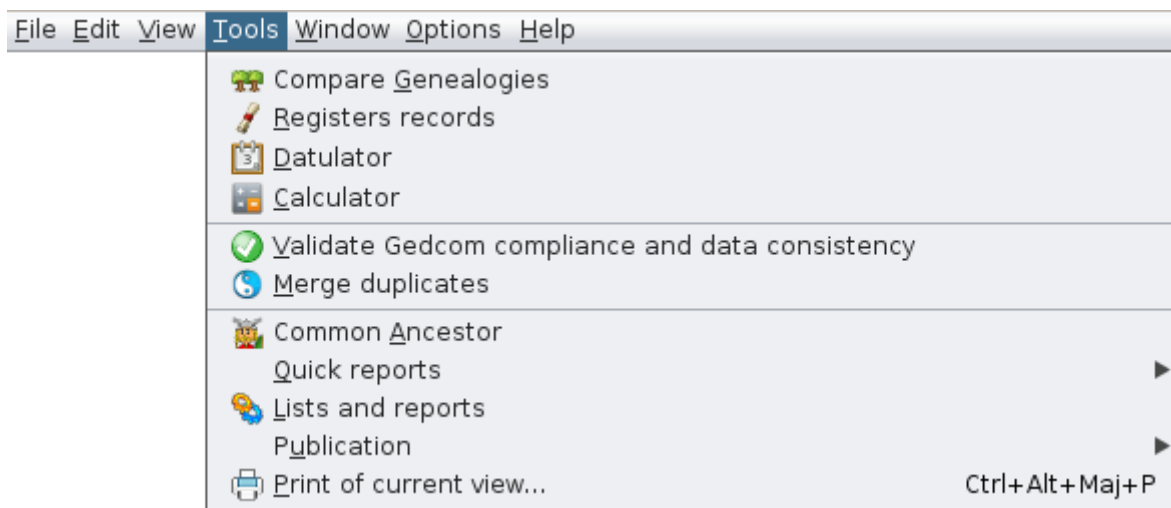 File Edit View Tools Window Options Help
Compare Genealogies
Registers records
Datulator
Calculator
Validate Gedcom compliance and data consistency
Merge duplicates
Common Ancestor
Quick reports
Lists and reports
Publication
Print of current view... Ctrl+Alt+Maj+P